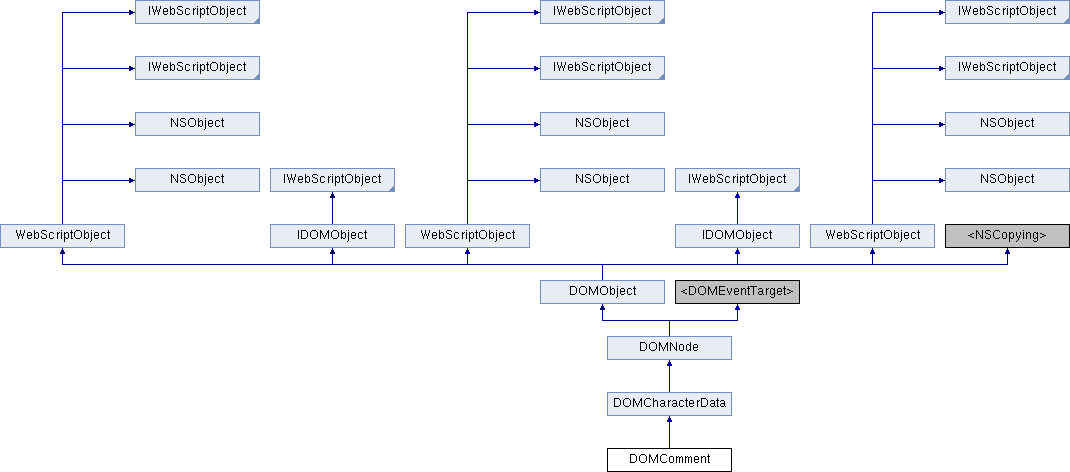 IWebScriptObject IWebScriptObject IWebScriptObject
IWebScriptObject IWebScriptObject IWebScriptObject
NSObject NSObject NSObject
NSObject IWebScriptObject NSObject IWebScriptObject NSObject
WebScriptObject IDOMObject WebScriptObject IDOMObject WebScriptObject <NSCopying>
DOMObject <DOMEventTarget>
DOMNode
DOMCharacterData
DOMComment